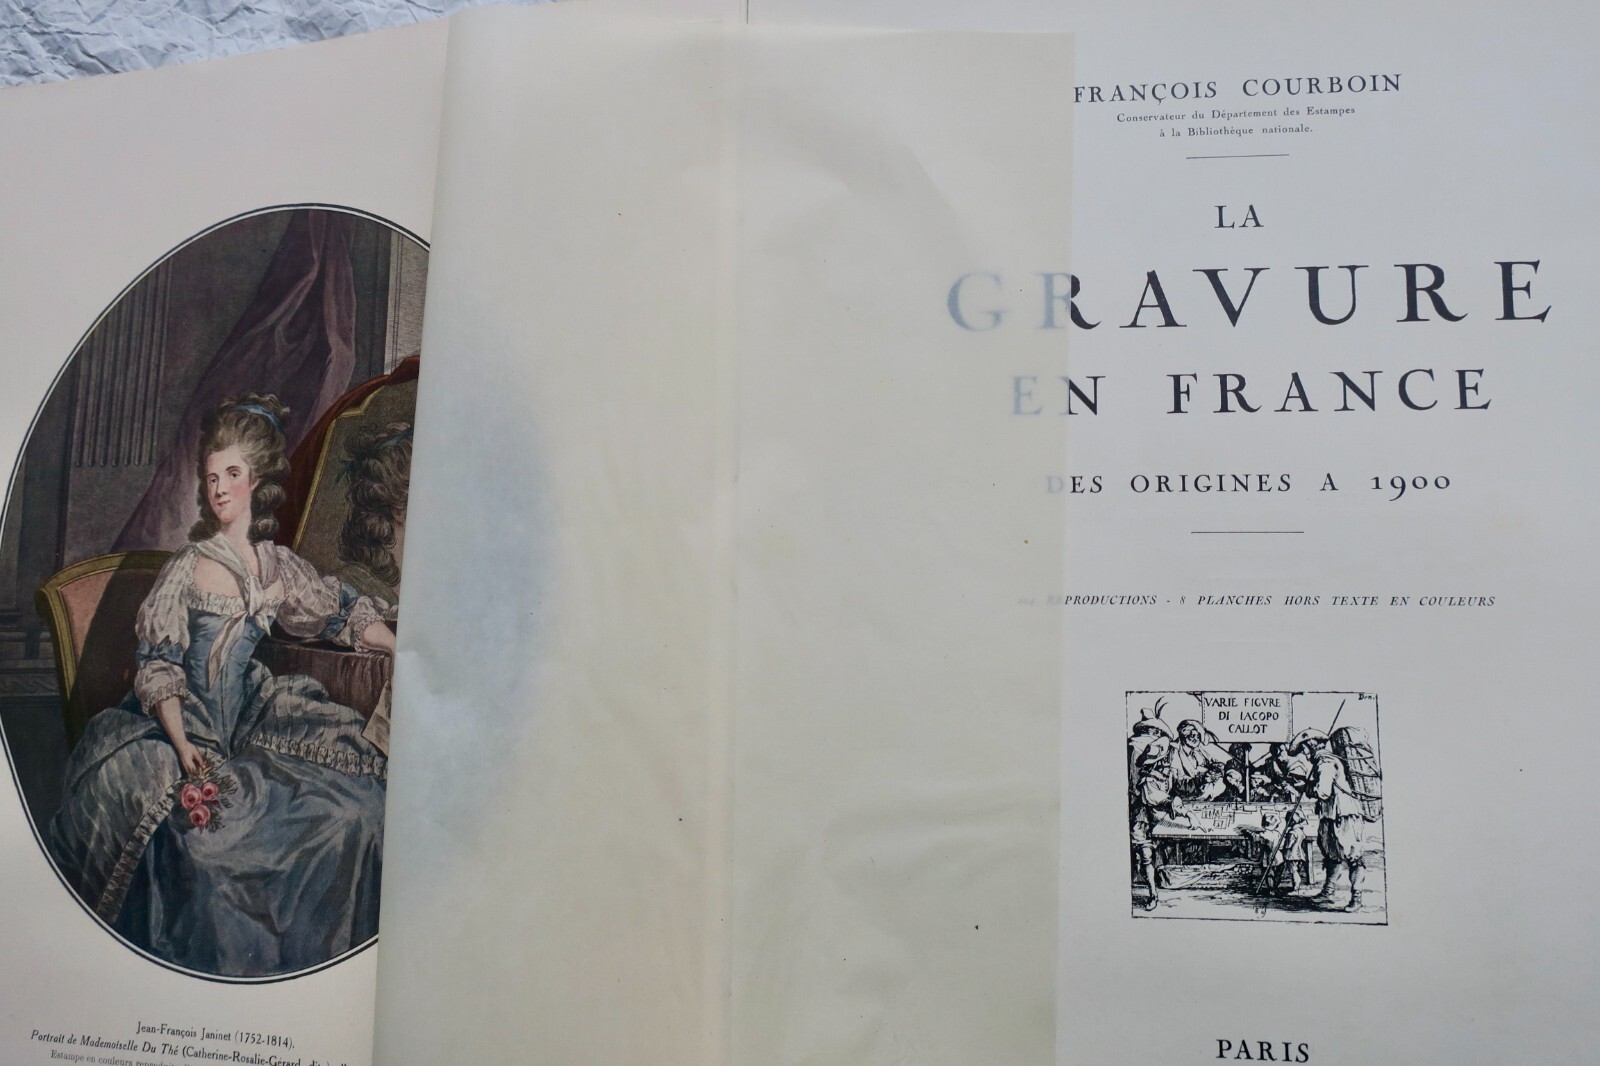 Jean-François Janinet (1752-1814).
Portrait de Mademoiselle Du Thé (Catherine-Rosalie-Gérard
Estampe en couleurs
FRANÇOIS COURBOIN
Conservateur du Département des Estampes
à la Bibliothèque nationale.
LA
GRAVURE
EN FRANCE
DES ORIGINES A 1900
REPRODUCTIONS - 8 PLANCHES HORS TEXTE EN COULEURS
VARIE FIGVRE
DI IACOPO
CALLOT
PARIS